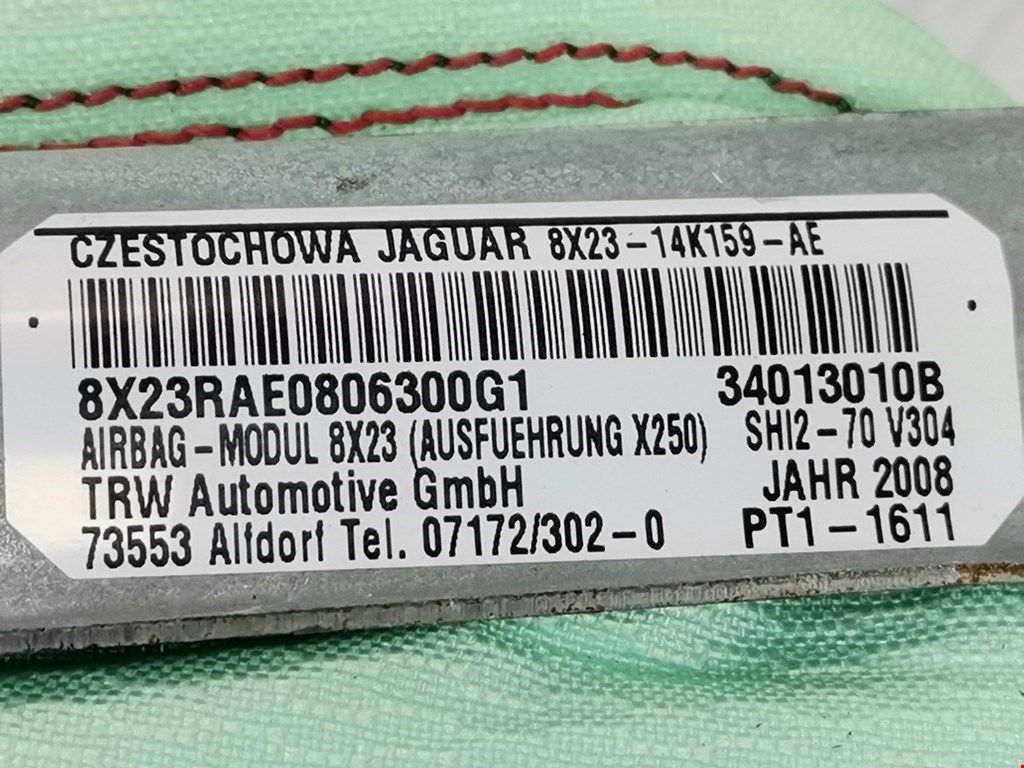 CZESTOCHOWA JAGUAR 8X23-14K159-AE
8X23RAE0806300G1 34013010B
AIRBAG-MODUL 8X23 (AUSFUEHRUNG X250) SHI2-70 V304
TRW Automotive GmbH JAHR 2008
73553 Alfdorf Tel. 07172/302-0 PT1-1611